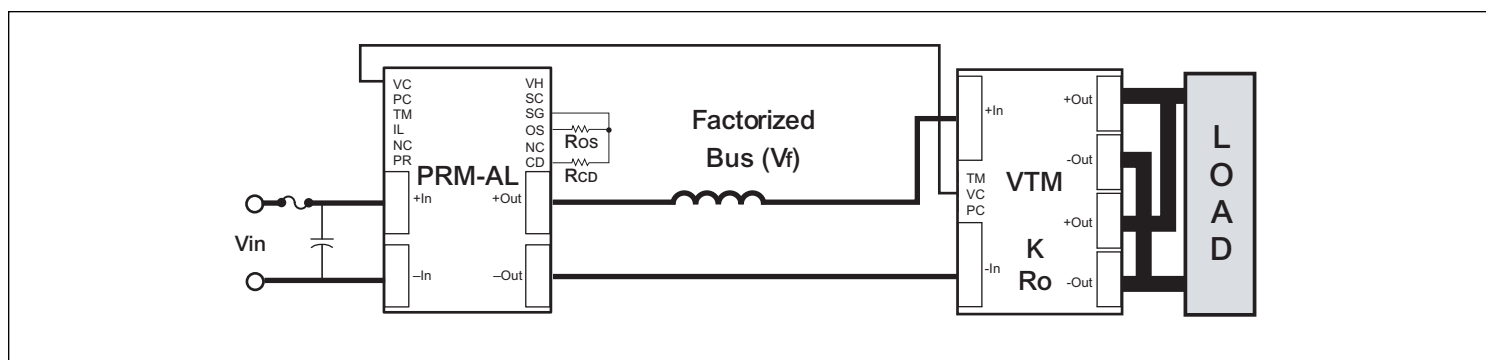 VC
PC
TM
IL
NC
PR
VH
SC
SG
OS
NC
CD
ROS
RCD
PRM-AL
+In
–In
+Out
–Out
Vin
Factorized
Bus (Vf)
+In
TM
VC
PC
-In
VTM
K
Ro
+Out
-Out
+Out
-Out
L
O
A
D